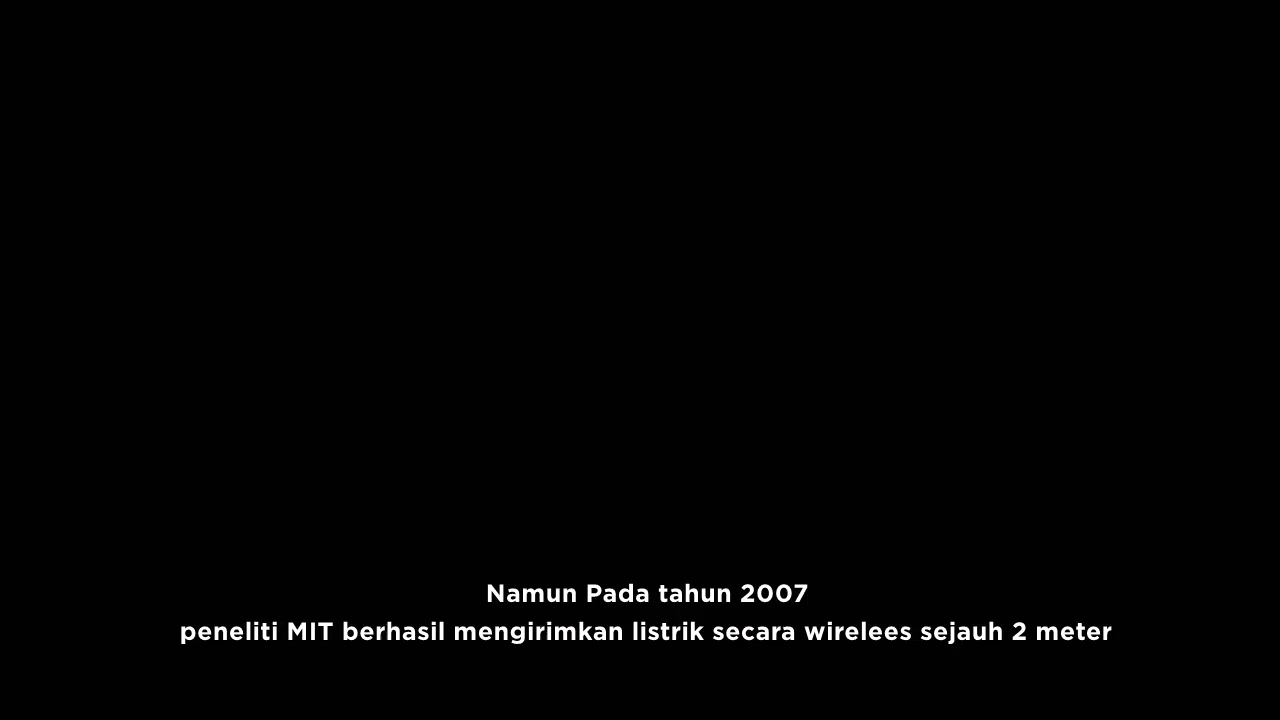 Namun Pada tahun 2007
peneliti MIT berhasil mengirimkan listrik secara wirelees sejauh 2 meter